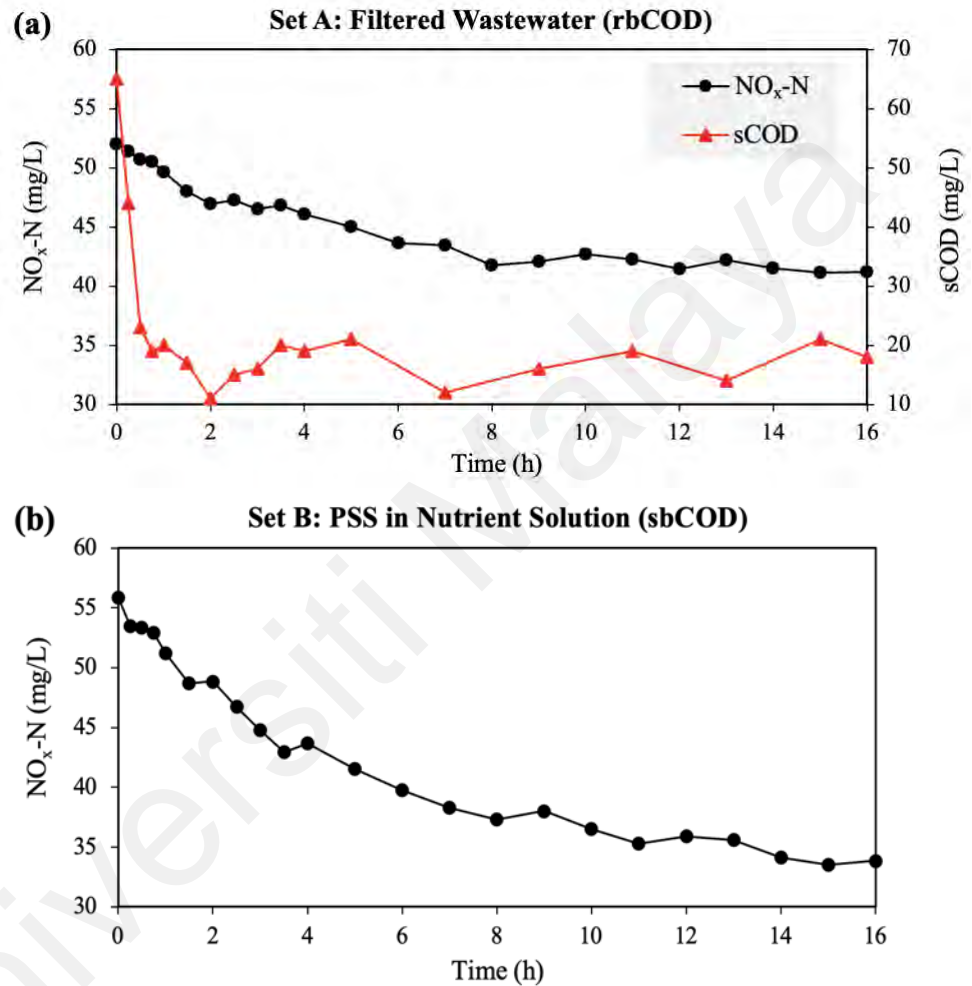 (a)
Set A: Filtered Wastewater (rbCOD)
60
55
50
45
40
35
30
NOx-N (mg/L)
70
60
50
40
30
20
10
sCOD (mg/L)
NOx-N
sCOD
0 2 4 6 8 10 12 14 16
Time (h)
(b)
Set B: PSS in Nutrient Solution (sbCOD)
60
55
50
45
40
35
30
NOx-N (mg/L)
0 2 4 6 8 10 12 14 16
Time (h)
Universiti Malaya